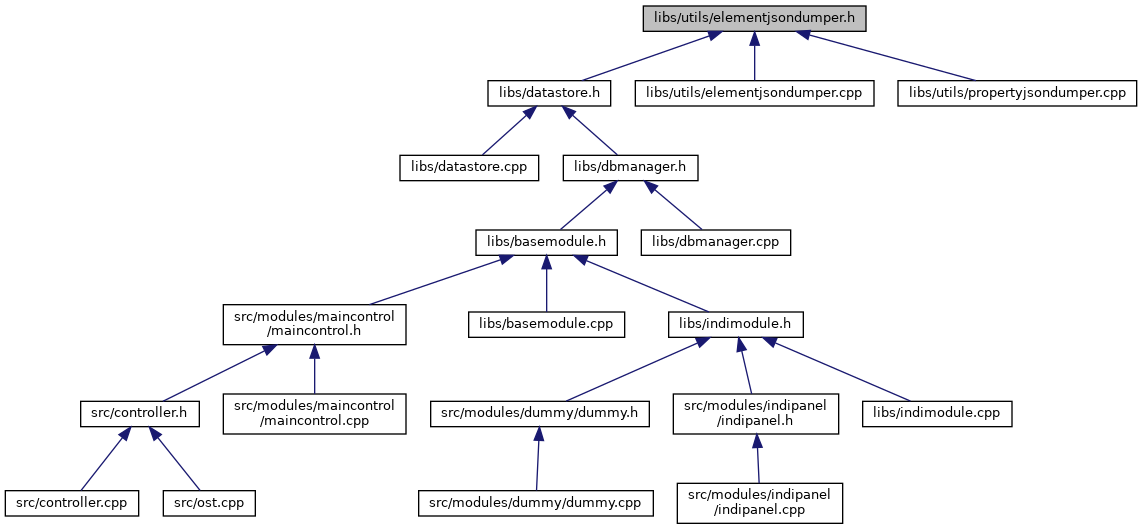 libs/utils/elementjsondumper.h
libs/datastore.h
libs/utils/elementjsondumper.cpp
libs/utils/propertyjsondumper.cpp
libs/datastore.cpp
libs/dbmanager.h
libs/basemodule.h
libs/dbmanager.cpp
src/modules/maincontrol
/maincontrol.h
libs/basemodule.cpp
libs/indimodule.h
src/controller.h
src/modules/maincontrol
/maincontrol.cpp
src/modules/dummy/dummy.h
src/modules/indipanel
/indipanel.h
libs/indimodule.cpp
src/controller.cpp
src/ost.cpp
src/modules/dummy/dummy.cpp
src/modules/indipanel
/indipanel.cpp